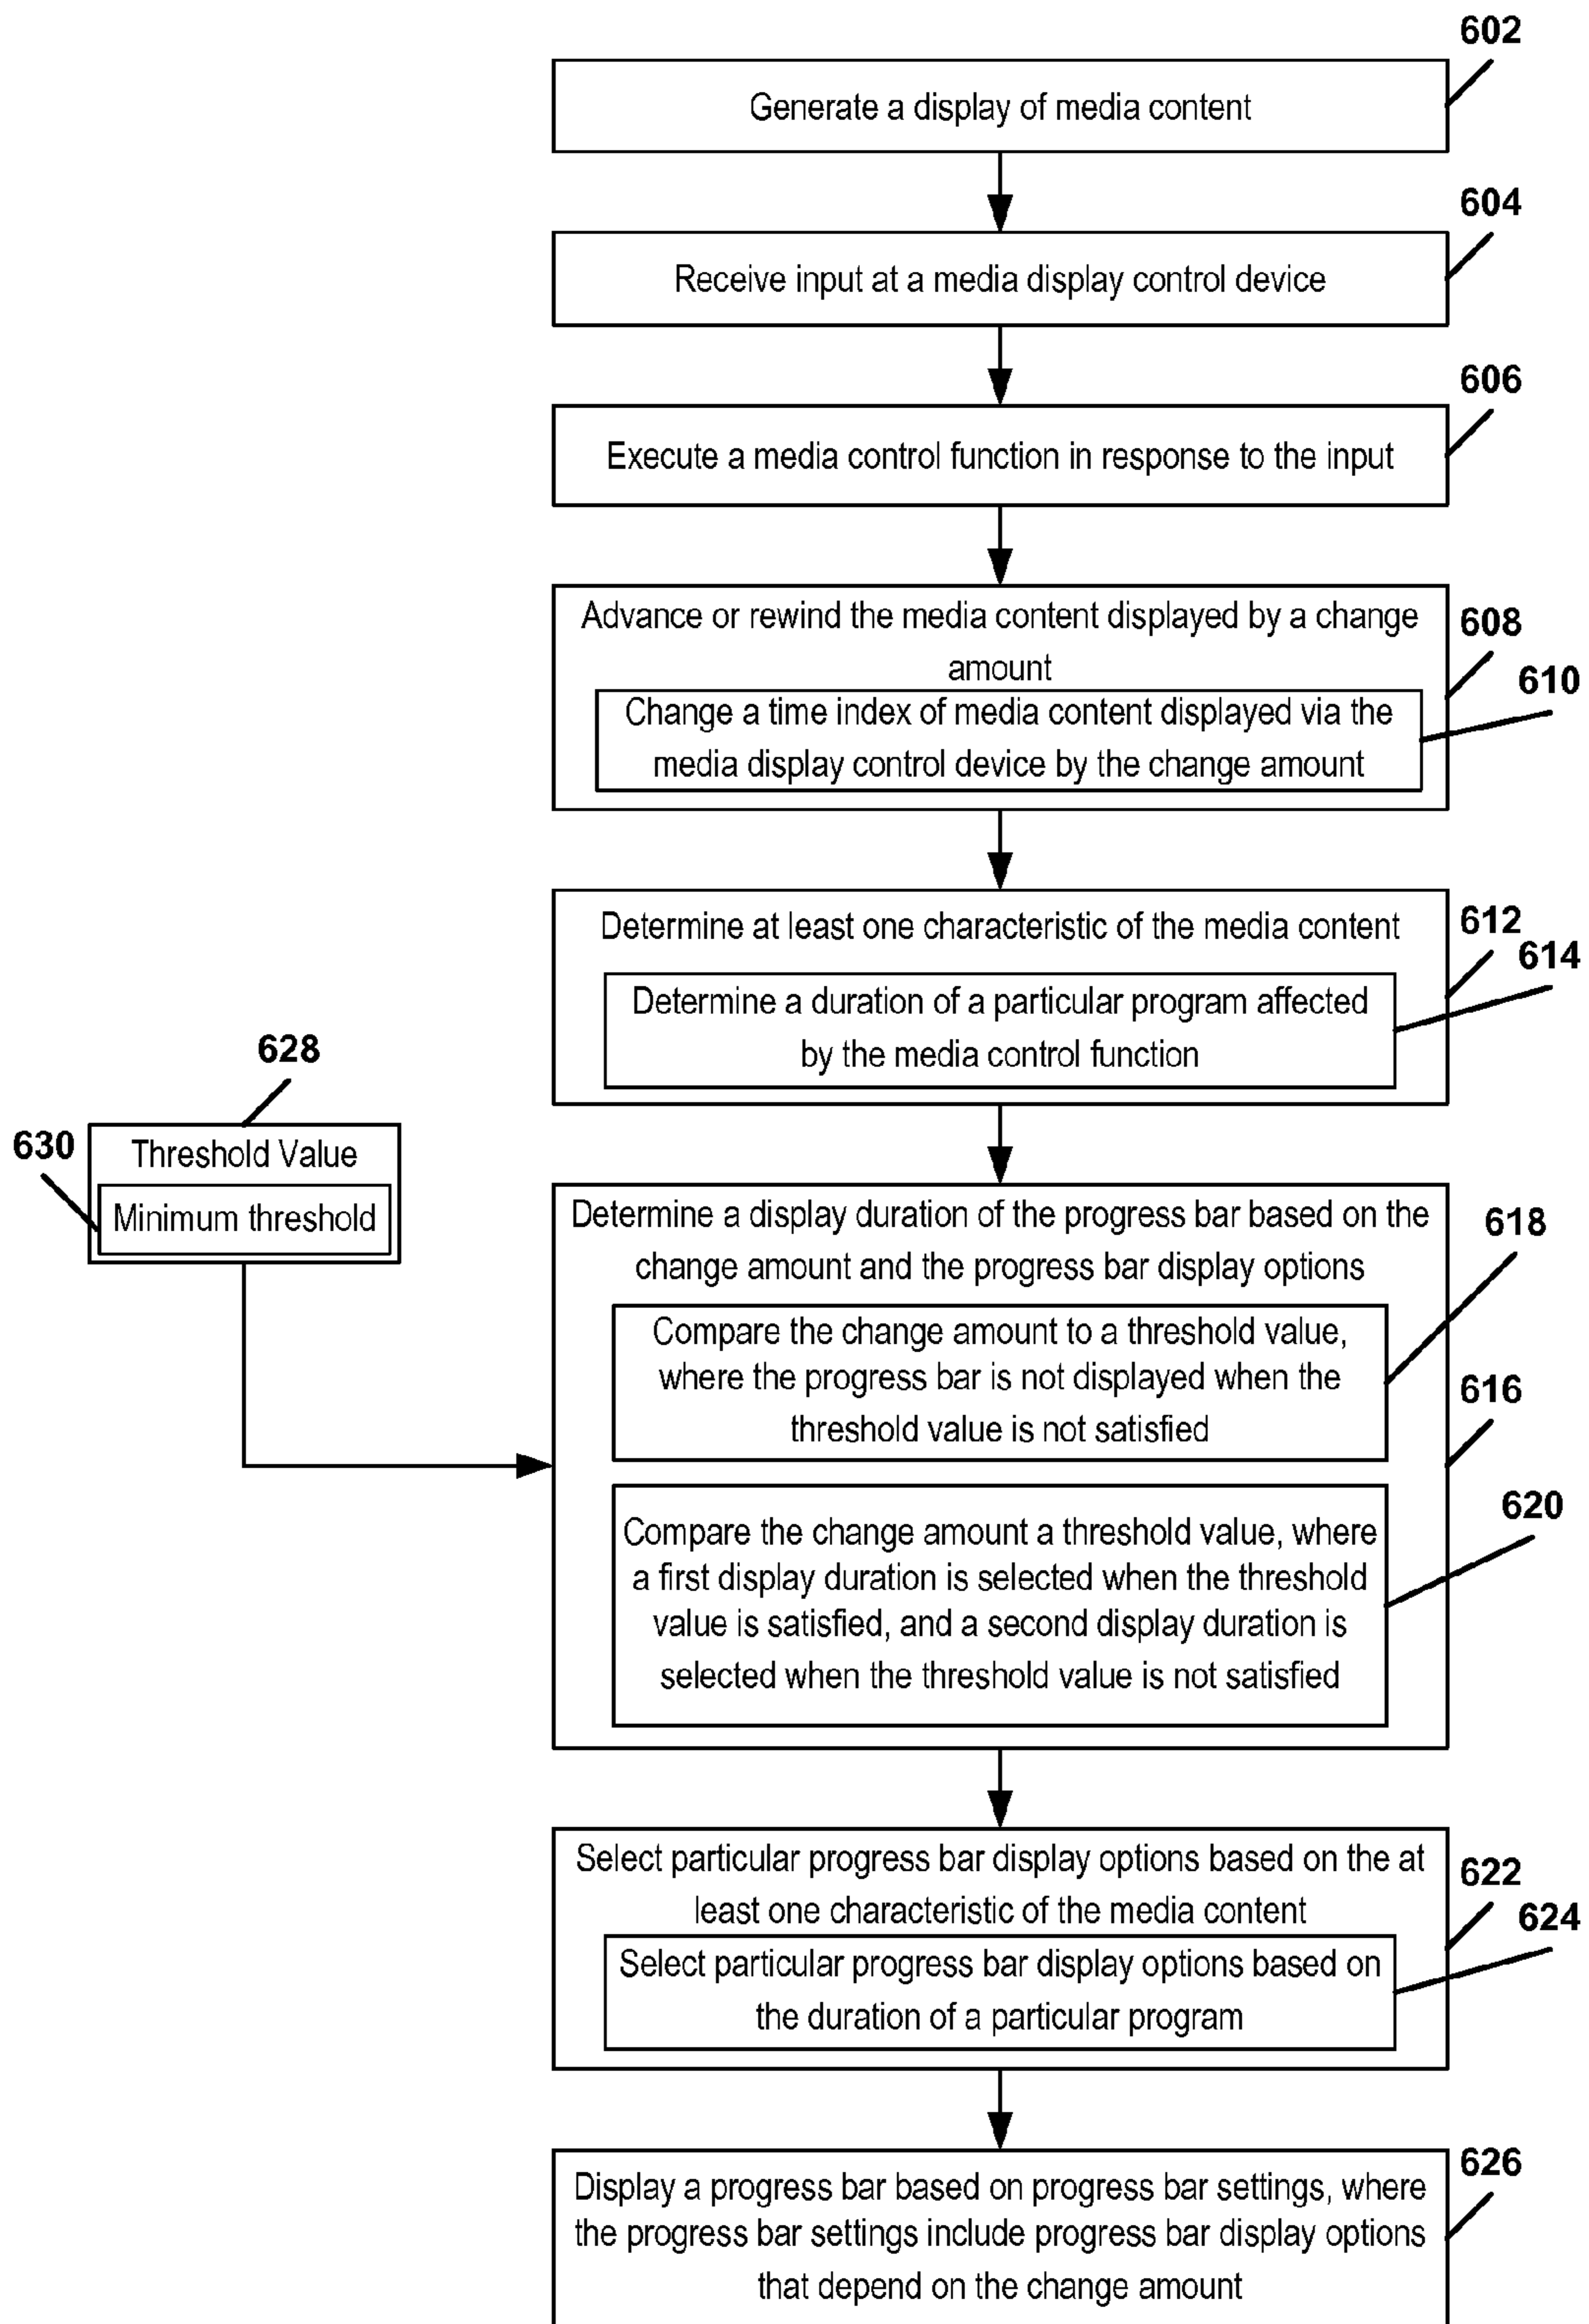 602
Generate a display of media content
604
Receive input at a media display control device
606
Execute a media control function in response to the input
Advance or rewind the media content displayed by a change
amount
608
610
Change a time index of media content displayed via the
media display control device by the change amount
Determine at least one characteristic of the media content
612
614
Determine a duration of a particular program affected
by the media control function
628
630
Threshold Value
Minimum threshold
Determine a display duration of the progress bar based on the
change amount and the progress bar display options
618
Compare the change amount to a threshold value,
where the progress bar is not displayed when the
threshold value is not satisfied
616
620
Compare the change amount a threshold value, where
a first display duration is selected when the threshold
value is satisfied, and a second display duration is
selected when the threshold value is not satisfied
Select particular progress bar display options based on the at
least one characteristic of the media content
622
624
Select particular progress bar display options based on
the duration of a particular program
626
Display a progress bar based on progress bar settings, where
the progress bar settings include progress bar display options
that depend on the change amount